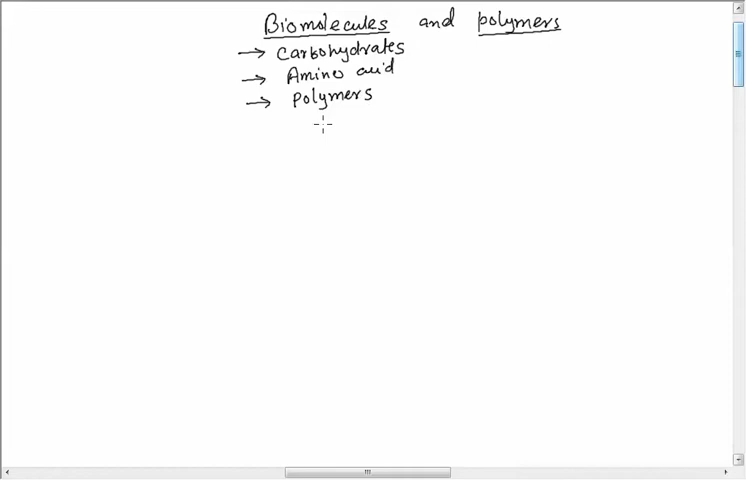 Biomolecules and polymers
→ Carbohydrates
→ Amino acid
→ Polymers